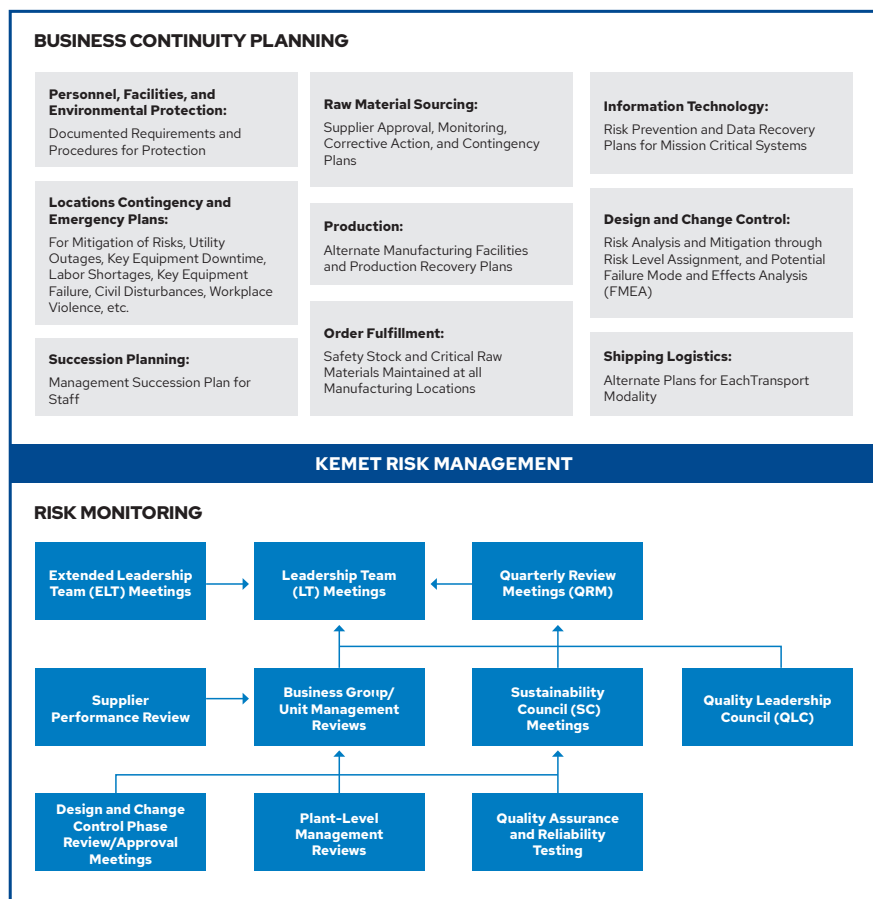 BUSINESS CONTINUITY PLANNING
Personnel, Facilities, and
Environmental Protection:
Documented Requirements and
Procedures for Protection
Locations Contingency and
Emergency Plans:
For Mitigation of Risks, Utility
Outages, Key Equipment Downtime,
Labor Shortages, Key Equipment
Failure, Civil Disturbances, Workplace
Violence, etc.
Succession Planning:
Management Succession Plan for
Staff
Raw Material Sourcing:
Supplier Approval, Monitoring,
Corrective Action, and Contingency
Plans
Production:
Alternate Manufacturing Facilities
and Production Recovery Plans
Order Fulfillment:
Safety Stock and Critical Raw
Materials Maintained at all
Manufacturing Locations
Information Technology:
Risk Prevention and Data Recovery
Plans for Mission Critical Systems
Design and Change Control:
Risk Analysis and Mitigation through
Risk Level Assignment, and Potential
Failure Mode and Effects Analysis
(FMEA)
Shipping Logistics:
Alternate Plans for EachTransport
Modality
KEMET RISK MANAGEMENT
RISK MONITORING
Extended Leadership
Team (ELT) Meetings
Leadership Team
(LT) Meetings
Quarterly Review
Meetings (QRM)
Supplier
Performance Review
Business Group/
Unit Management
Reviews
Sustainability
Council (SC)
Meetings
Quality Leadership
Council (QLC)
Design and Change
Control Phase
Review/Approval
Meetings
Plant-Level
Management
Reviews
Quality Assurance
and Reliability
Testing